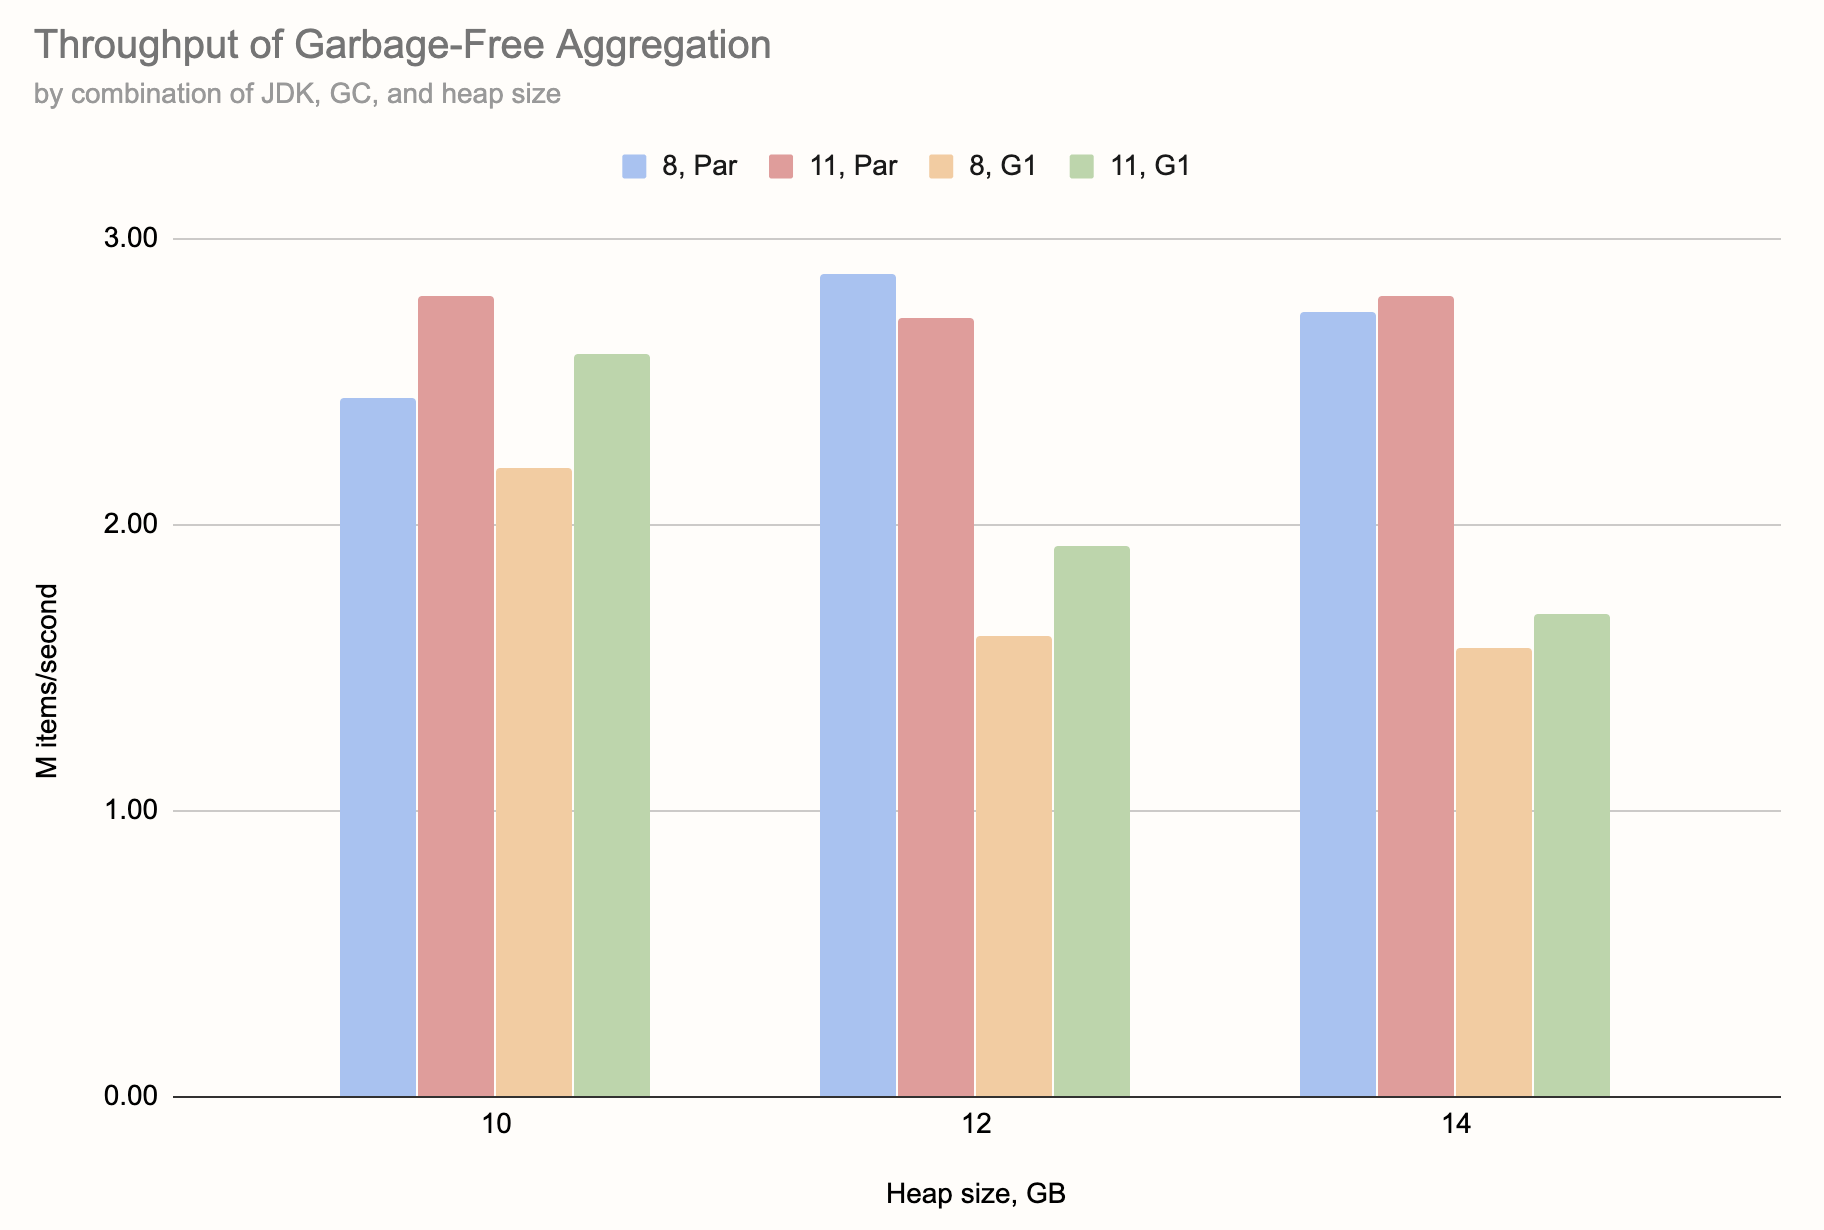 Throughput of Garbage-Free Aggregation
by combination of JDK, GC, and heap size
8, Par
11, Par
8, G1
11, G1
3.00
2.00
1.00
0.00
M items/second
10
12
14
Heap size, GB